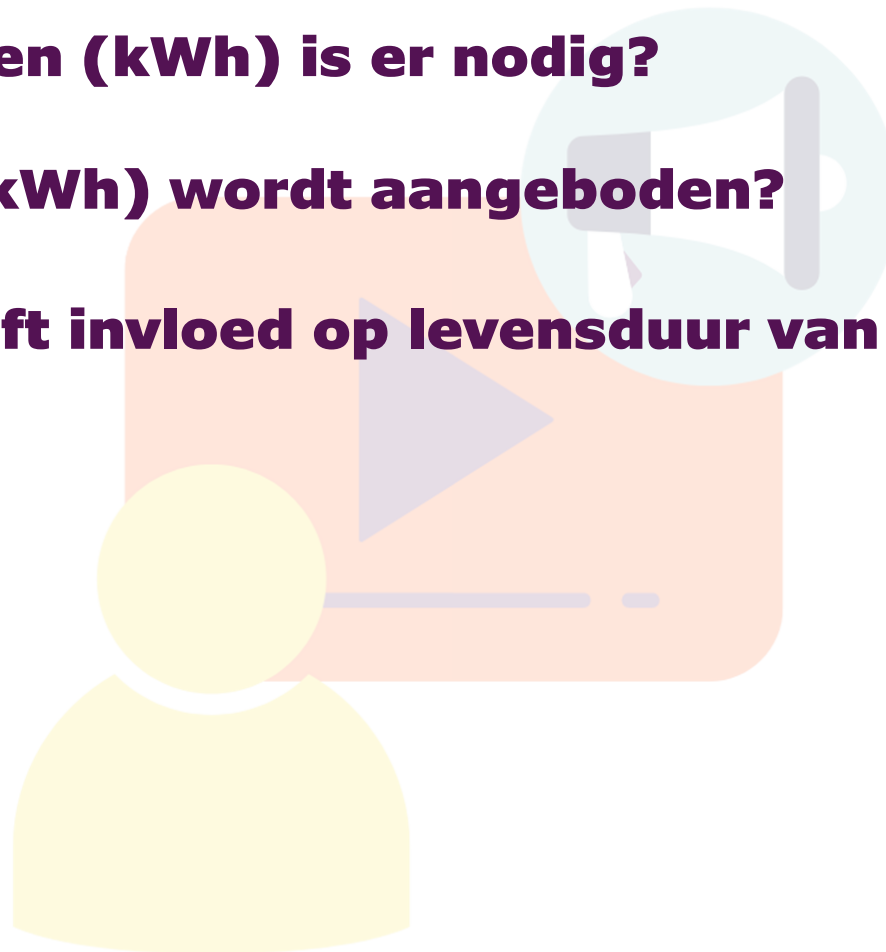 en (kWh) is er nodig?
kWh) wordt aangeboden?
ft invloed op levensduur van